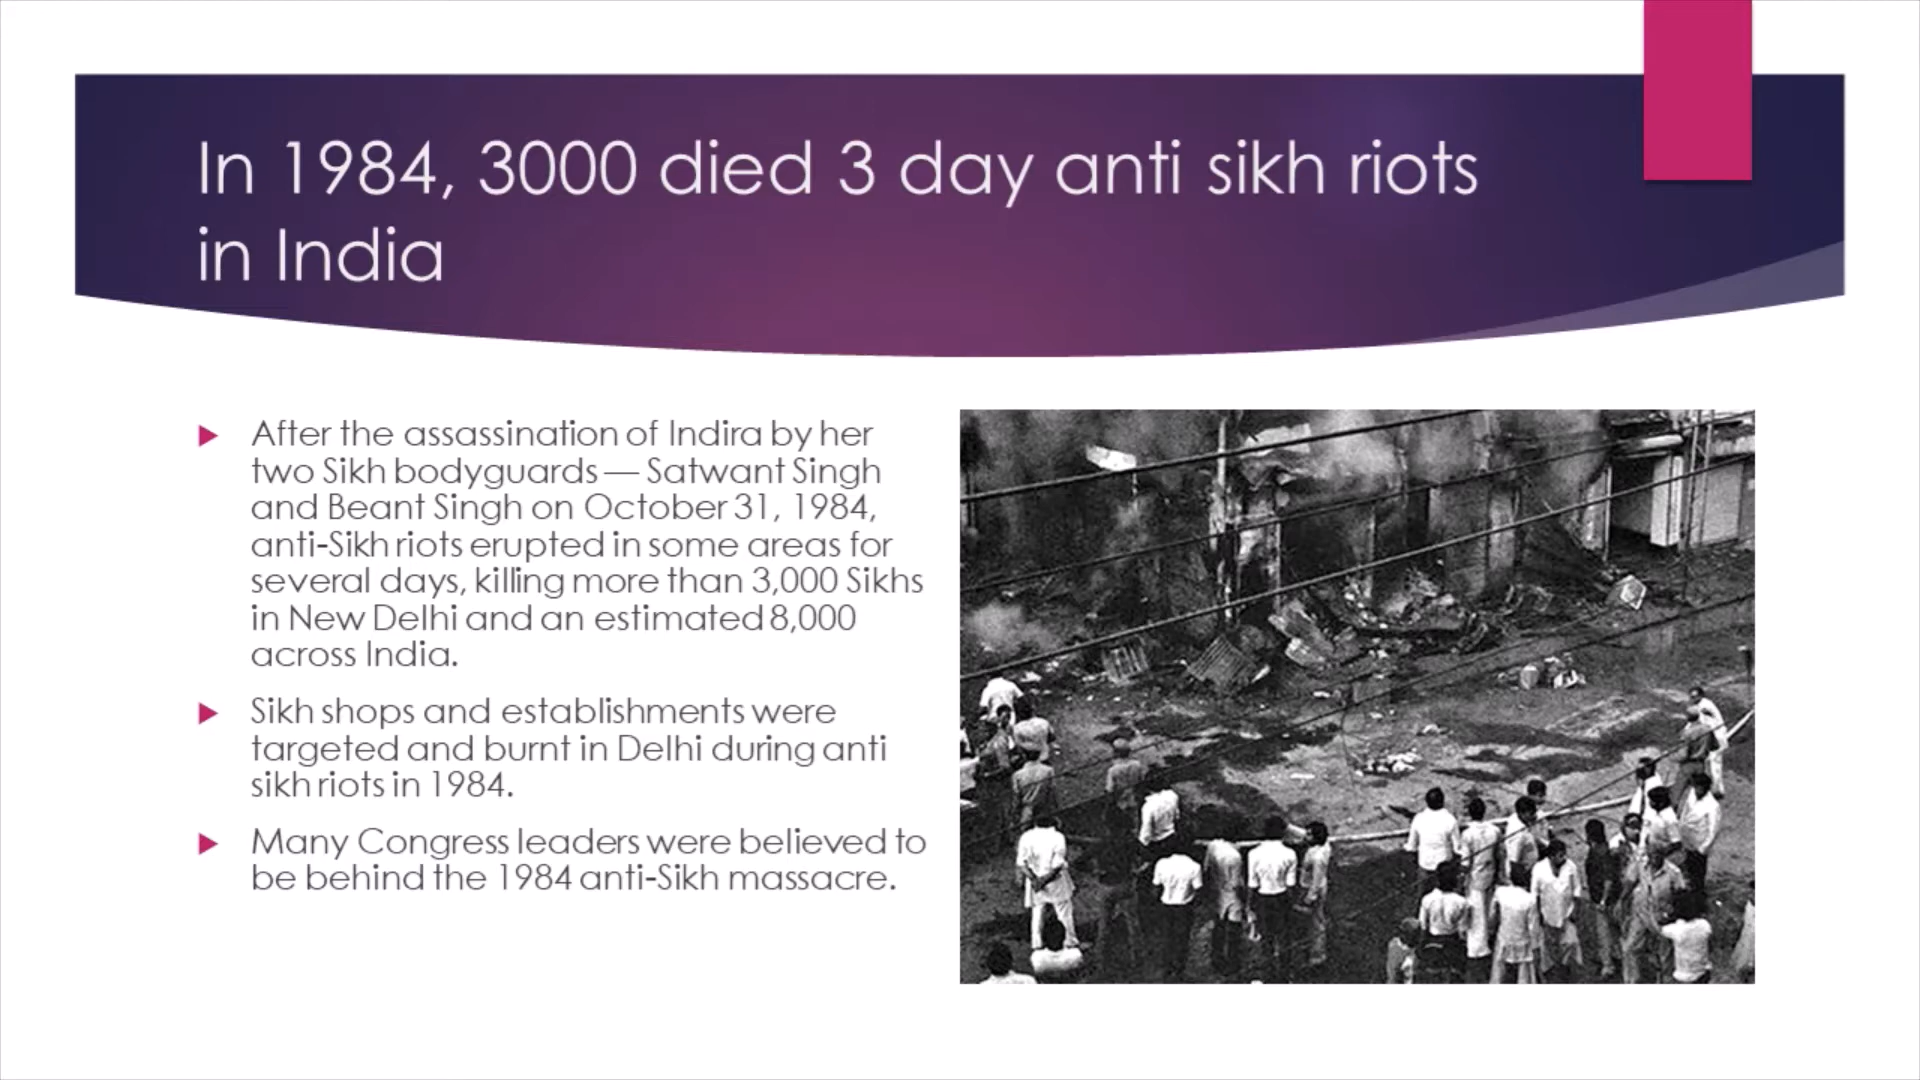 In 1984, 3000 died 3 day anti sikh riots
in India
After the assassination of Indira by her
two Sikh bodyguards — Satwant Singh
and Beant Singh on October 31, 1984,
anti-Sikh riots erupted in some areas for
several days, killing more than 3,000 Sikhs
in New Delhi and an estimated 8,000
across India.
Sikh shops and establishments were
targeted and burnt in Delhi during anti
sikh riots in 1984.
Many Congress leaders were believed to
be behind the 1984 anti-Sikh massacre.